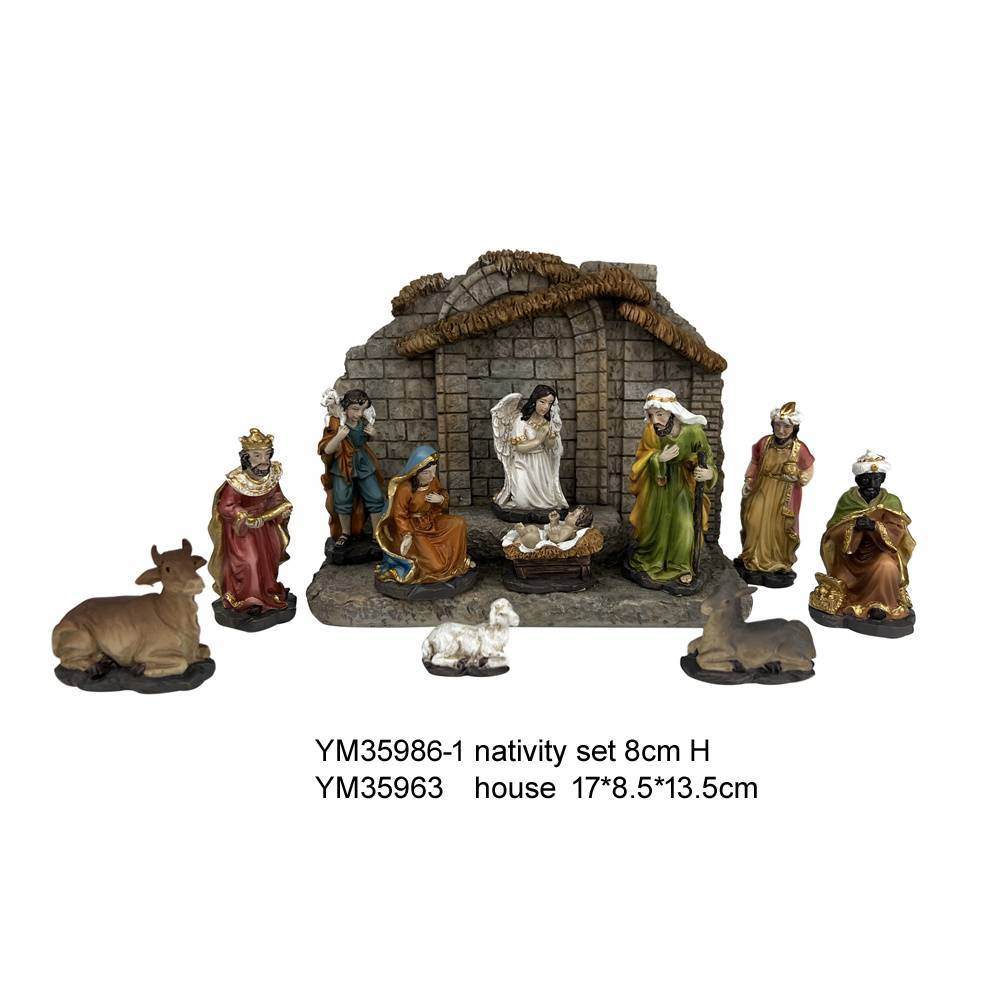 YM35986-1 nativity set 8cm H
YM35963 house 17*8.5*13.5cm